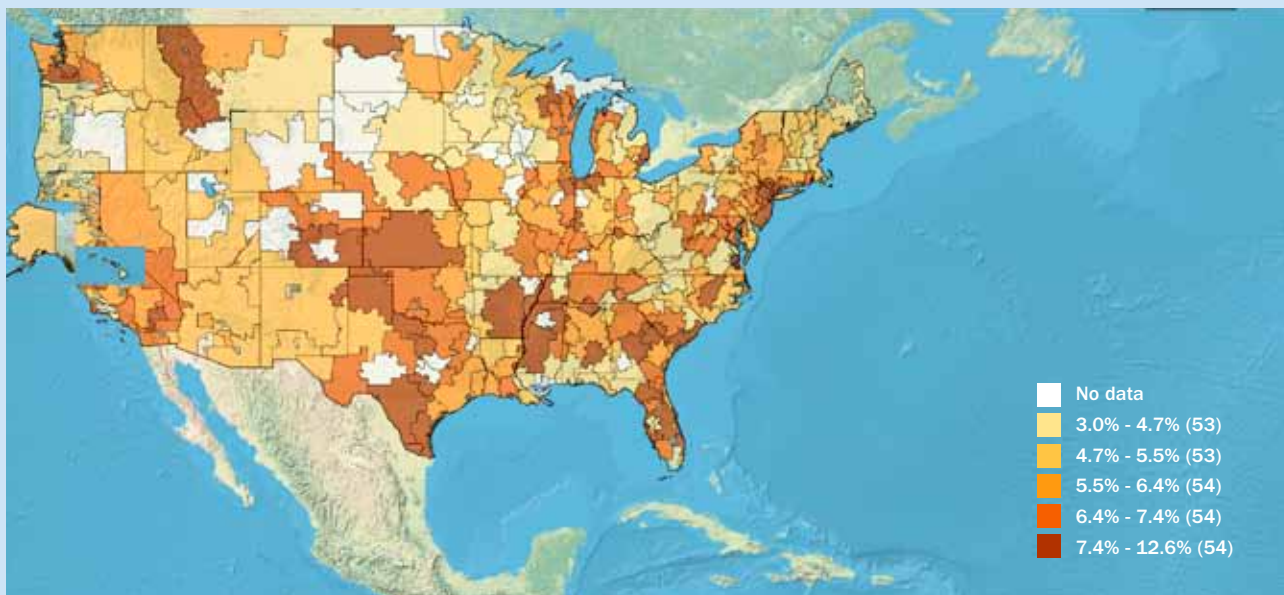 No data
3.0% - 4.7% (53)
4.7% - 5.5% (53)
5.5% - 6.4% (54)
6.4% - 7.4% (54)
7.4% - 12.6% (54)